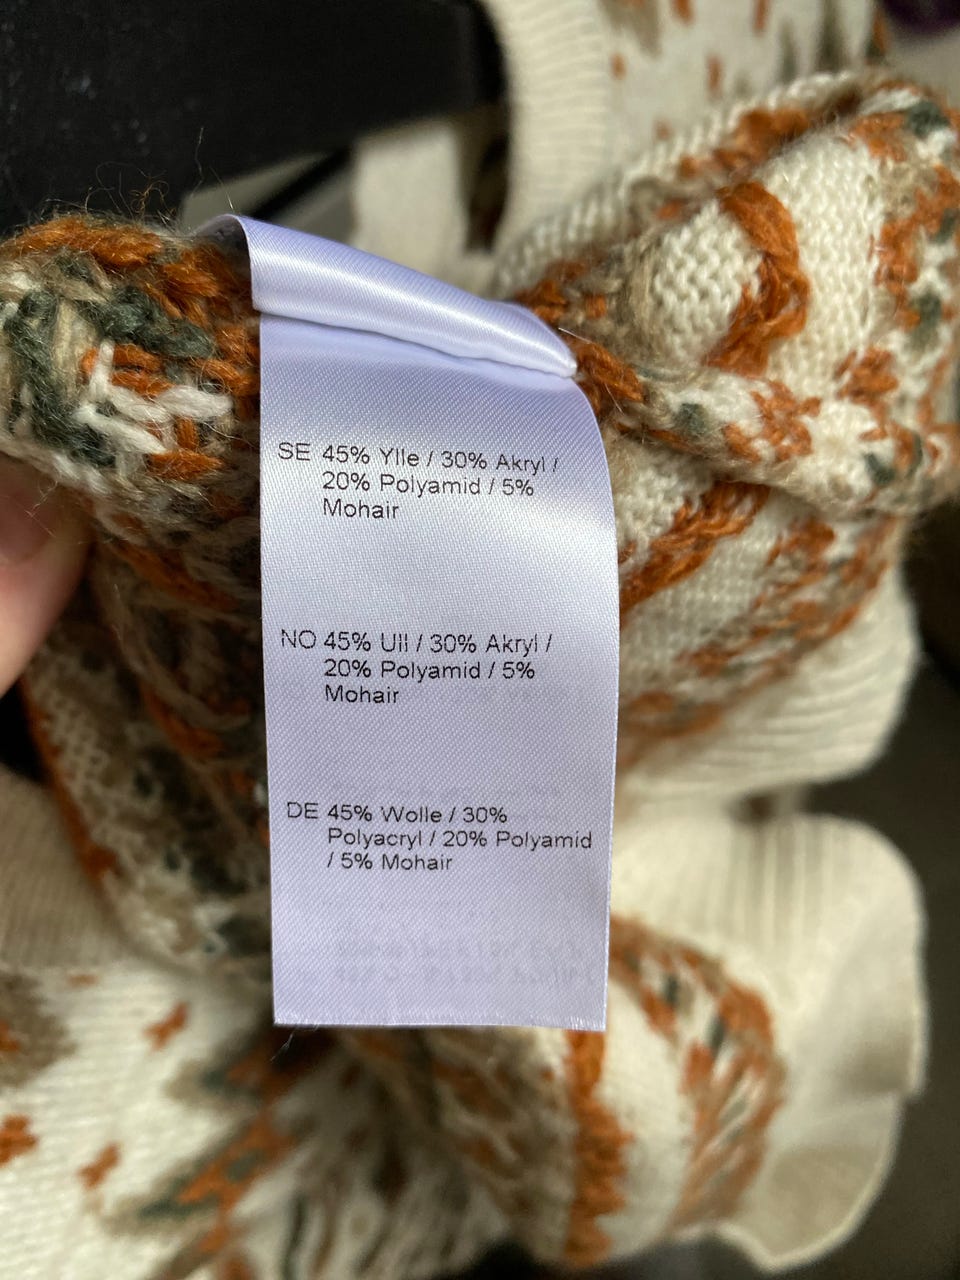 SE 45% Ylle / 30% Akryl /
20% Polyamid / 5%
Mohair
NO 45% Ull / 30% Akryl /
20% Polyamid / 5%
Mohair
DE 45% Wolle / 30%
Polyacryl / 20% Polyamid
/ 5% Mohair